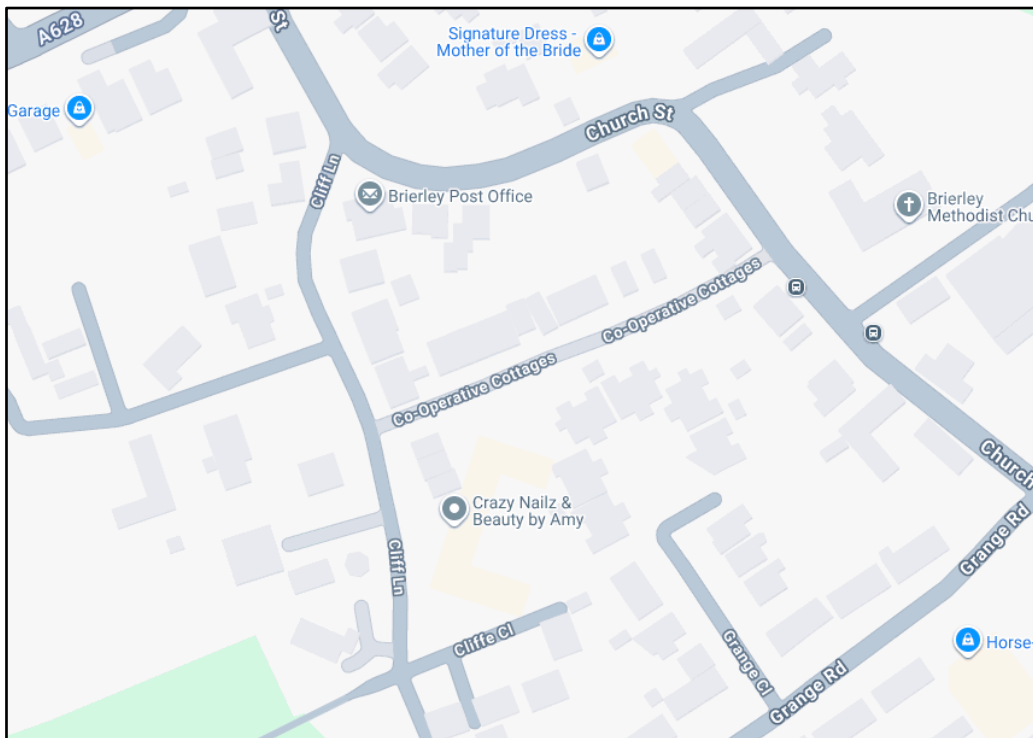 A628
St
Signature Dress -
Mother of the Bride
Garage
Church St
Cliff Ln
Brierley Post Office
Brierley
Methodist Chu
Co-Operative Cottages
Co-Operative Cottages
Church
Crazy Nailz &
Beauty by Amy
Grange Rd
Cliff Ln
Cliffe Cl
Grange Cl
Horse-
Grange Rd